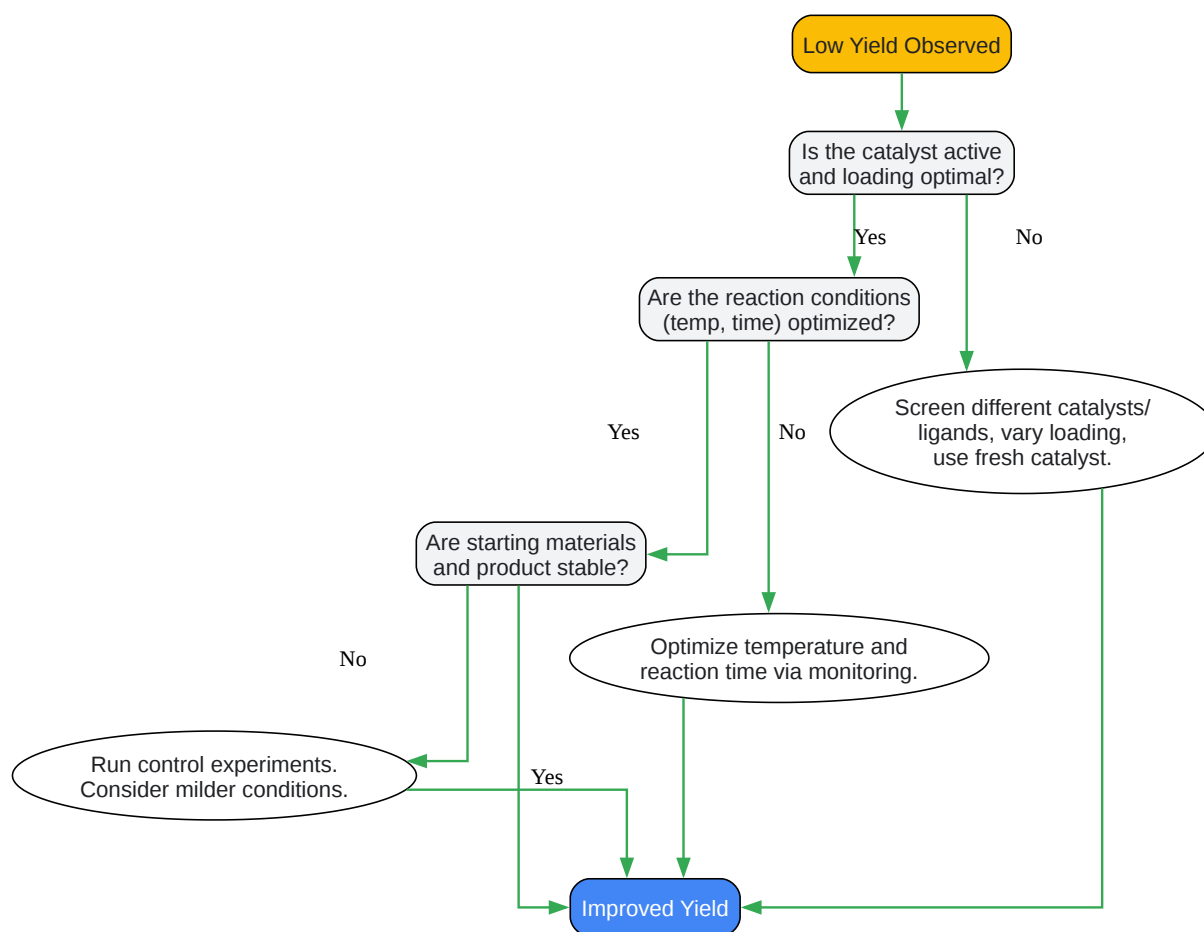 Low Yield Observed
Is the catalyst active
and loading optimal?
Yes
No
Are the reaction conditions
(temp, time) optimized?
Screen different catalysts/
ligands, vary loading,
use fresh catalyst.
Yes
No
Are starting materials
and product stable?
Optimize temperature and
reaction time via monitoring.
No
Run control experiments.
Consider milder conditions.
Yes
Improved Yield